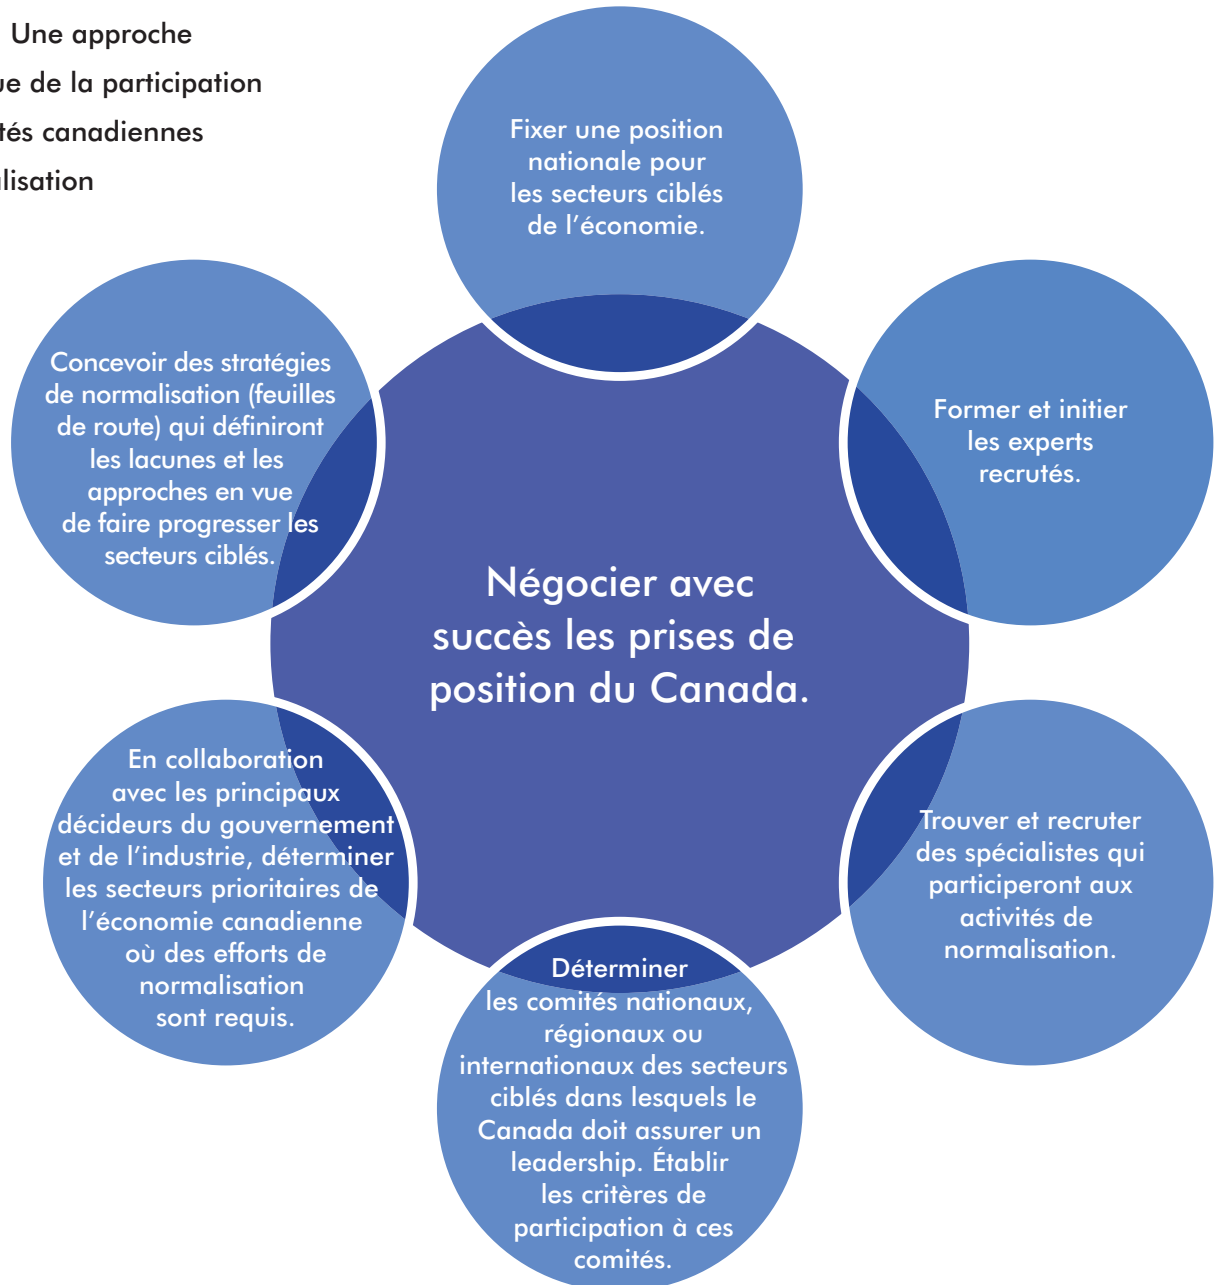 Une approche
de la participation
canadiennes
Fixer une position
nationale pour
les secteurs ciblés
de l’économie.
Former et initier
les experts
recrutés.
Trouver et recruter
des spécialistes qui
participeront aux
activités de
normalisation.
Déterminer
les comités nationaux,
régionaux ou
internationaux des secteurs
ciblés dans lesquels le
Canada doit assurer un
leadership. Établir
les critères de
participation à ces
comités.
En collaboration
avec les principaux
décideurs du gouvernement
et de l’industrie, déterminer
les secteurs prioritaires de
l’économie canadienne
où des efforts de
normalisation
sont requis.
Concevoir des stratégies
de normalisation (feuilles
de route) qui définiront
les lacunes et les
approches en vue
de faire progresser les
secteurs ciblés.
Négocier avec
succès les prises de
position du Canada.